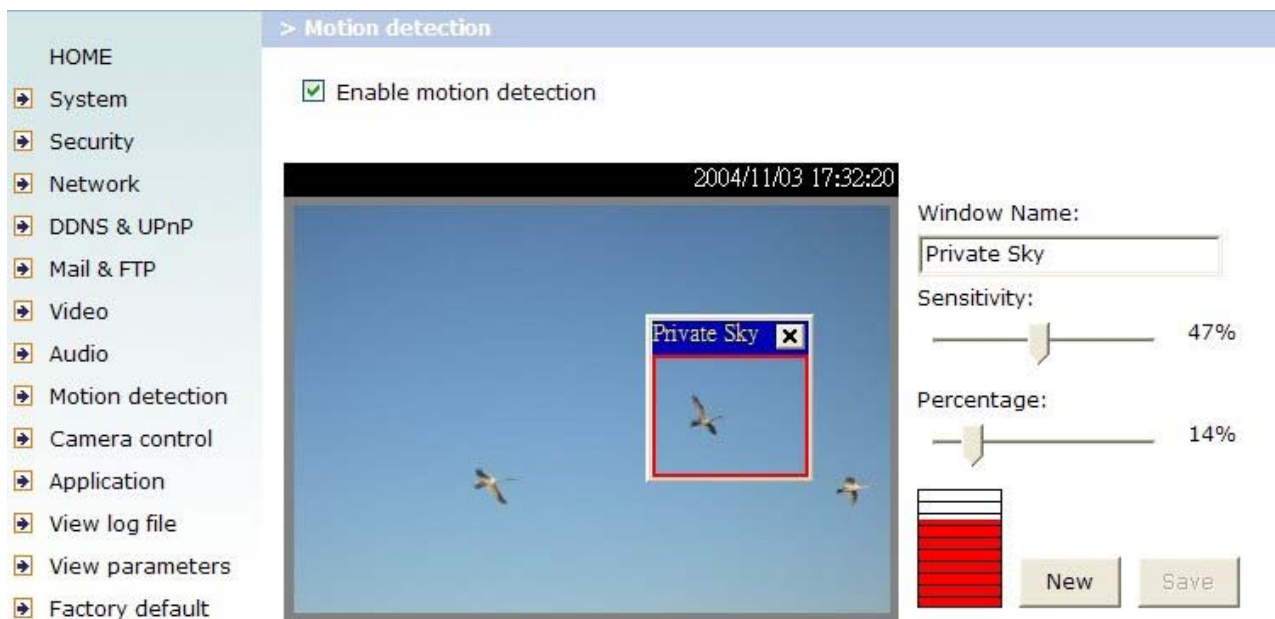 > Motion detection
HOME
System
Security
Network
DDNS & UPnP
Mail & FTP
Video
Audio
Motion detection
Camera control
Application
View log file
View parameters
Factory default
Enable motion detection
2004/11/03 17:32:20
Private Sky
Window Name:
Private Sky
Sensitivity:
47%
Percentage:
14%
New
Save